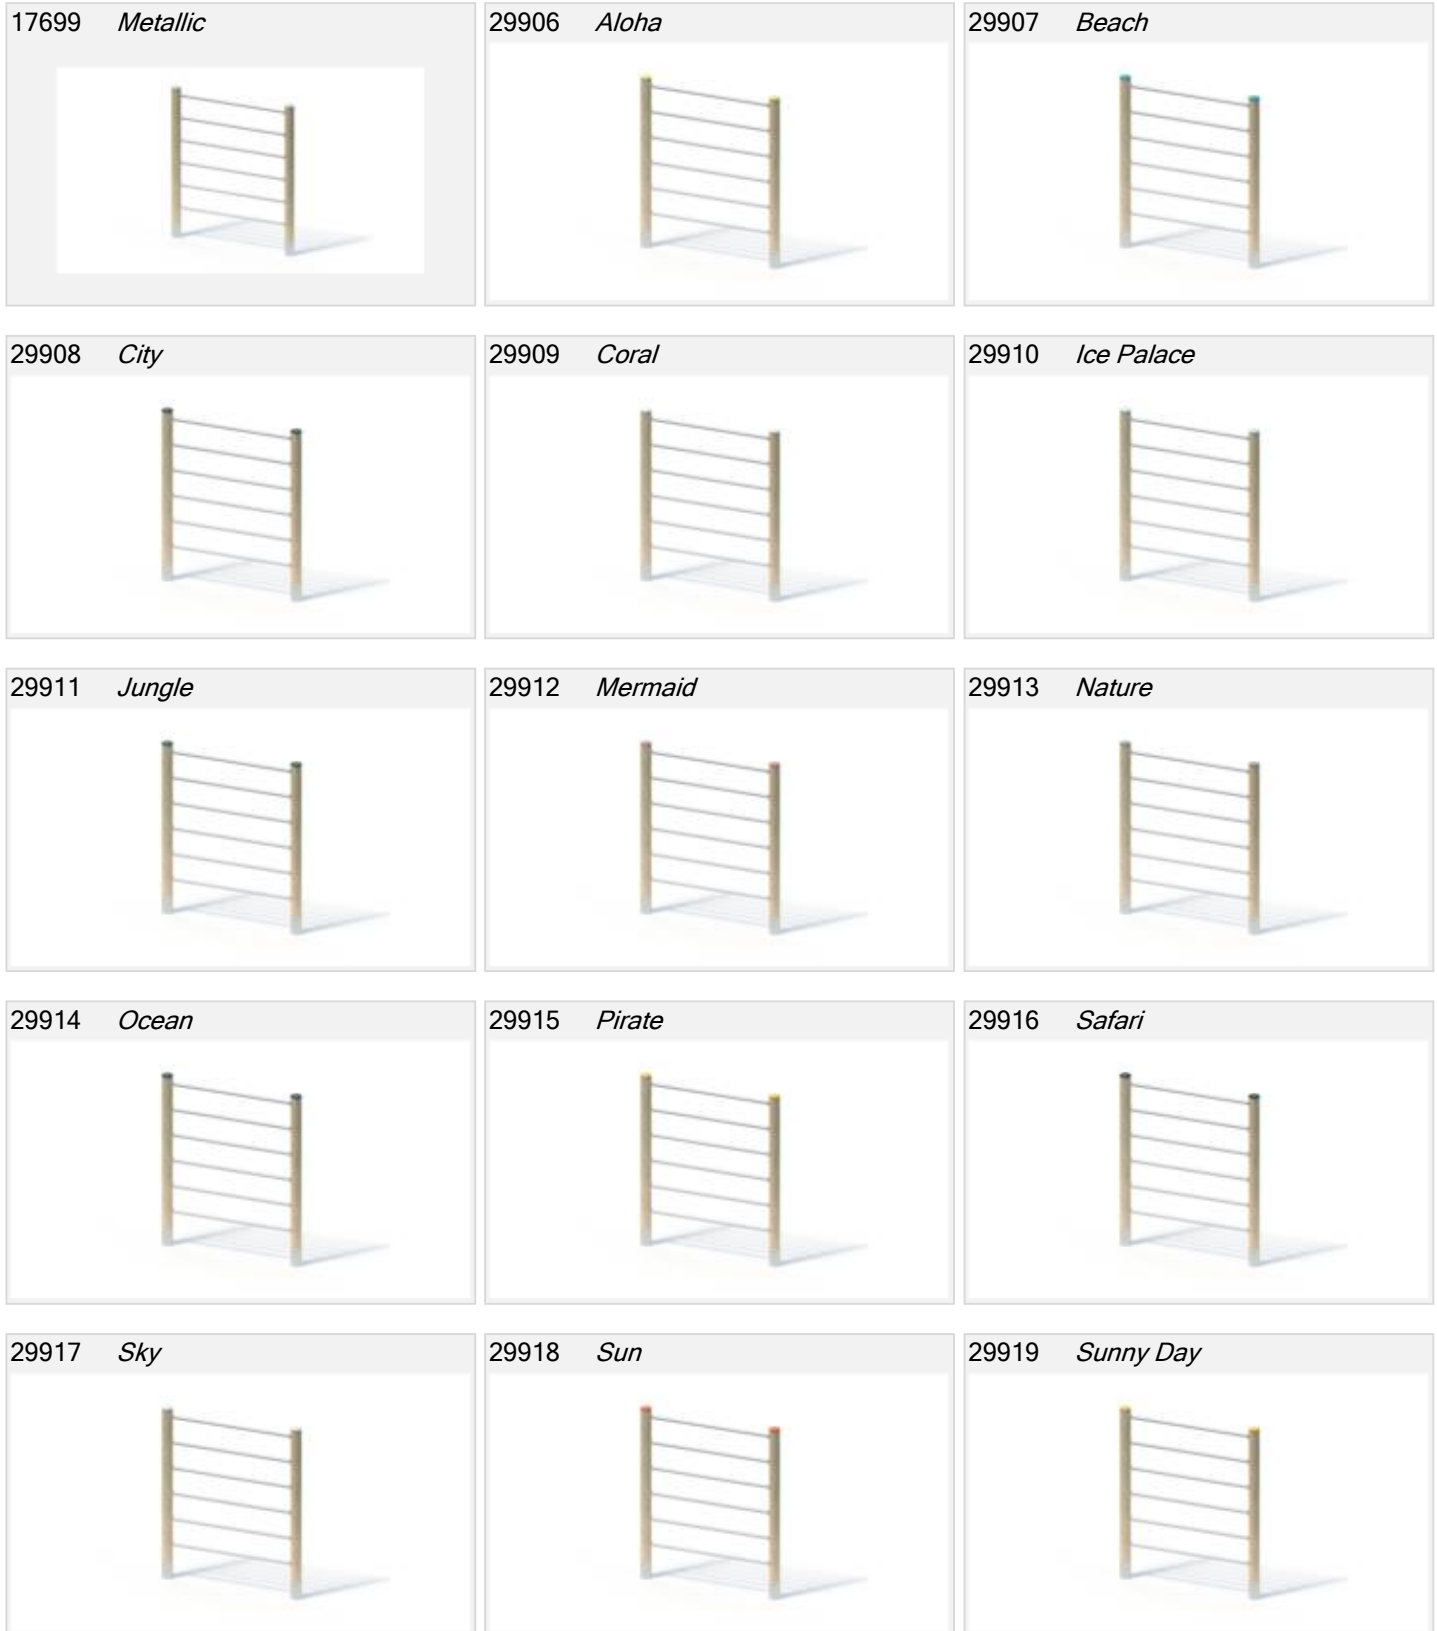 17699 Metallic
29906 Aloha
29907 Beach
29908 City
29909 Coral
29910 Ice Palace
29911 Jungle
29912 Mermaid
29913 Nature
29914 Ocean
29915 Pirate
29916 Safari
29917 Sky
29918 Sun
29919 Sunny Day